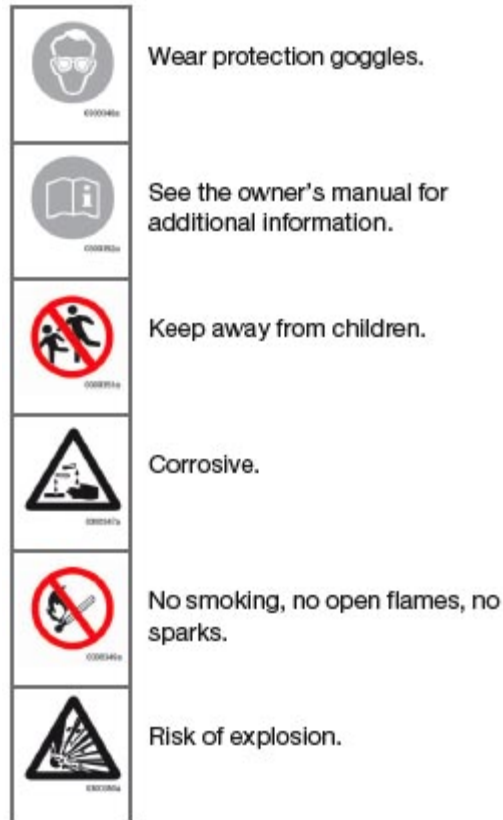 Wear protection goggles.
See the owner's manual for
additional information.
Keep away from children.
Corrosive.
No smoking, no open flames, no
sparks.
Risk of explosion.